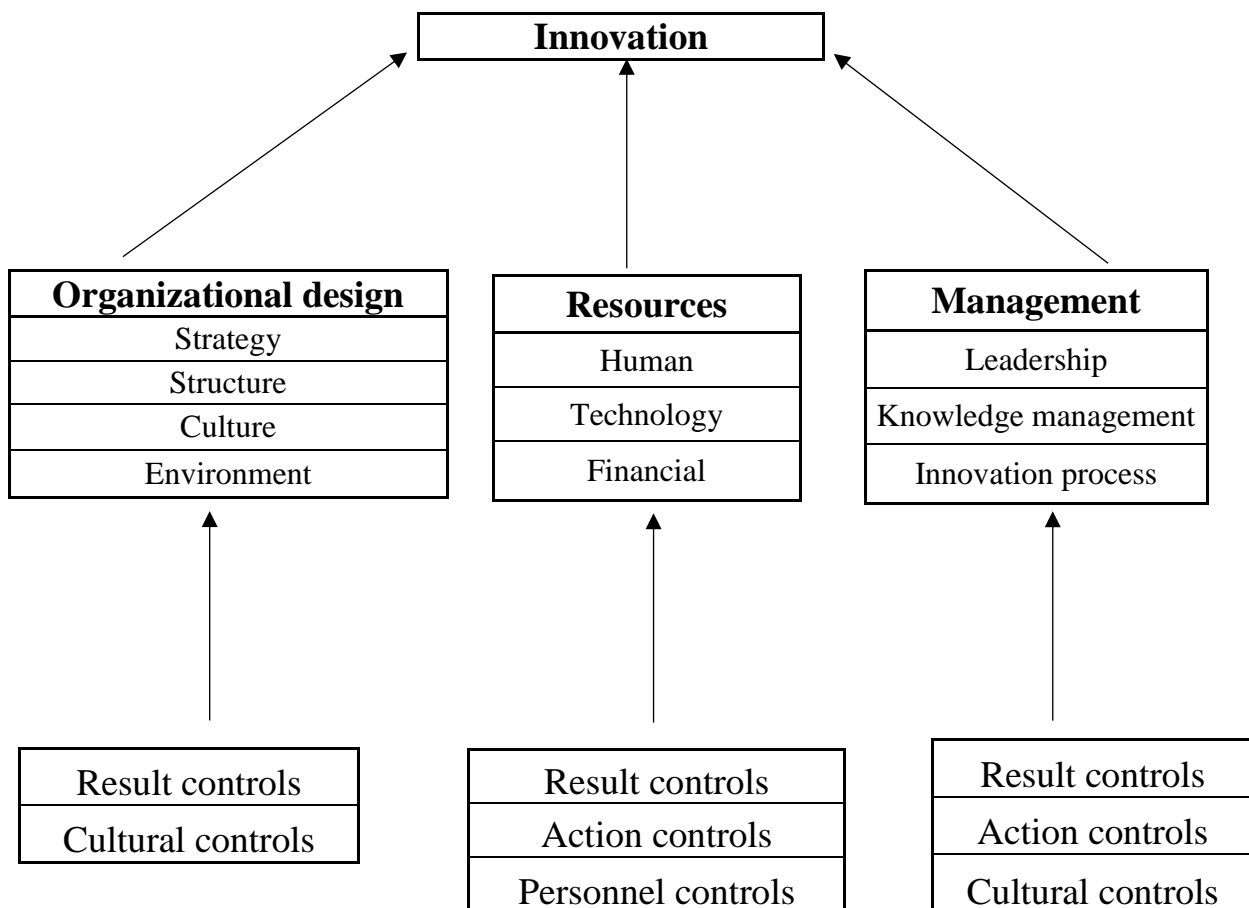 Innovation
Organizational design
Strategy
Structure
Culture
Environment
Resources
Human
Technology
Financial
Management
Leadership
Knowledge management
Innovation process
Result controls
Cultural controls
Result controls
Action controls
Personnel controls
Result controls
Action controls
Cultural controls